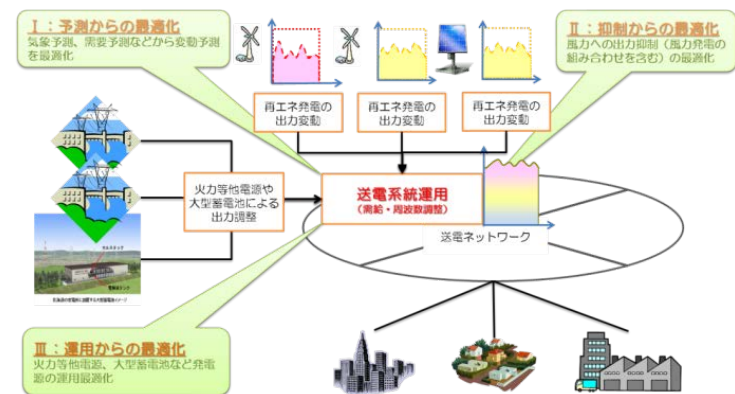 Ⅰ：予測からの最適化
気象予測、需要予測などから変動予測
を最適化
Ⅱ：抑制からの最適化
風力への出力抑制（風力発電の
組み合わせを含む）の最適化
再エネ発電の
出力変動
再エネ発電の
出力変動
再エネ発電の
出力変動
火力等他電源や
大型蓄電池による
出力調整
送電系統運用
（需給・周波数調整）
送電ネットワーク
Ⅲ：運用からの最適化
火力等他電源、大型蓄電池など発電
源の運用最適化